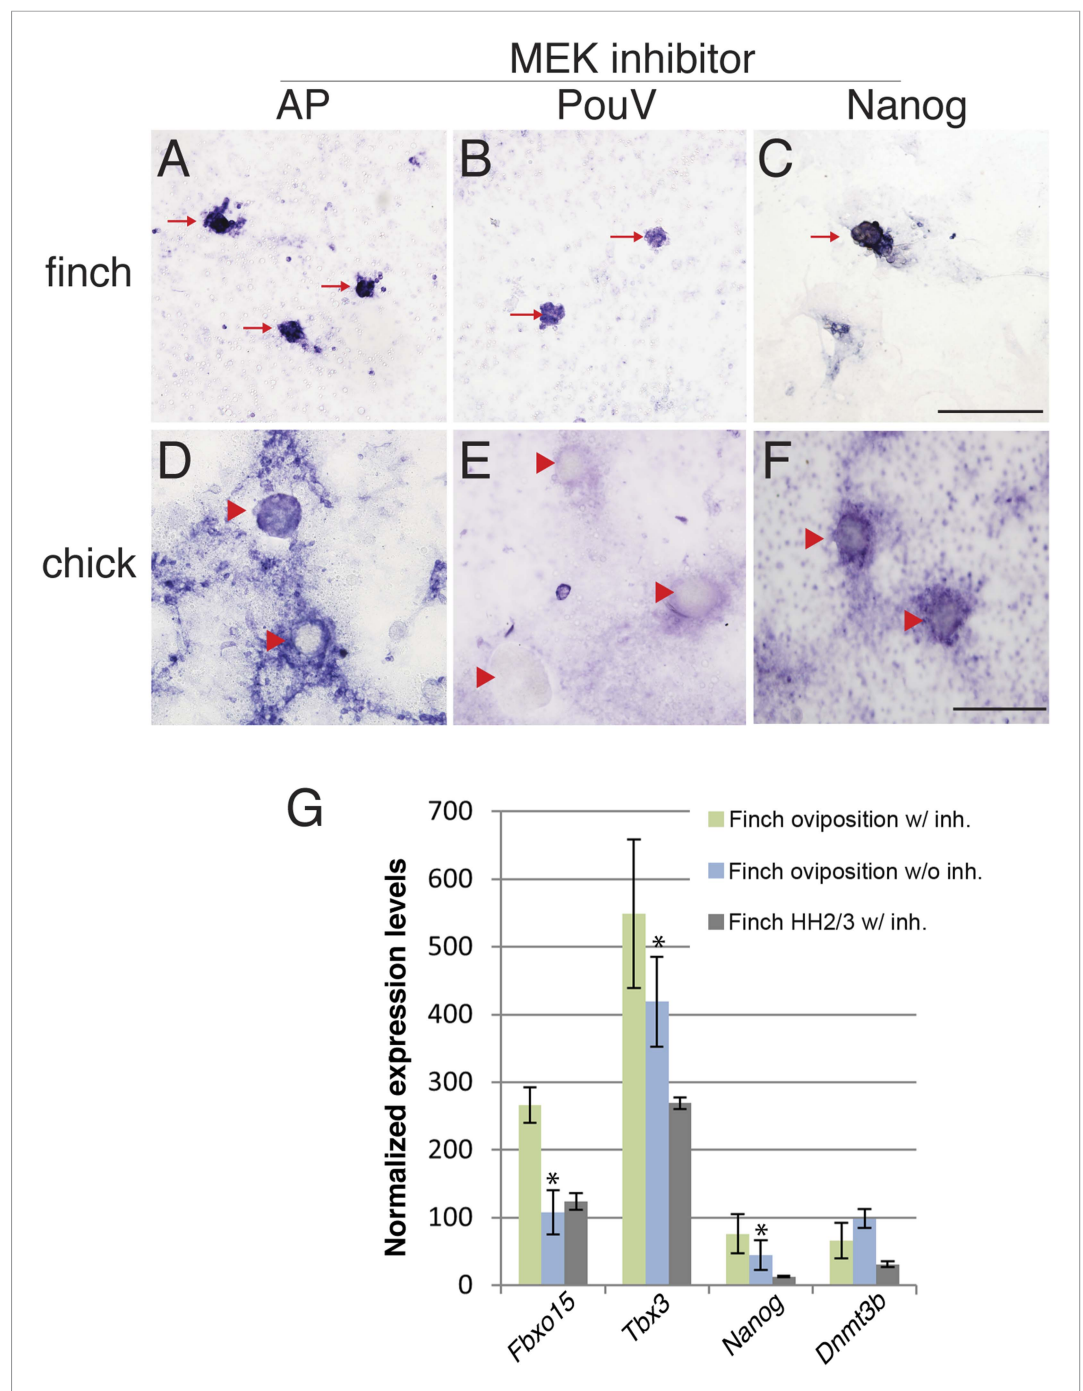 MEK inhibitor
AP PouV Nanog
A B C
finch
D E F
chick
G
700
600
500
400
300
200
100
0
Normalized expression levels
Finch oviposition w/ inh.
Finch oviposition w/o inh.
Finch HH2/3 w/ inh.
*
*
*
Fbxo15 Tbx3 Nanog Dnmt3b